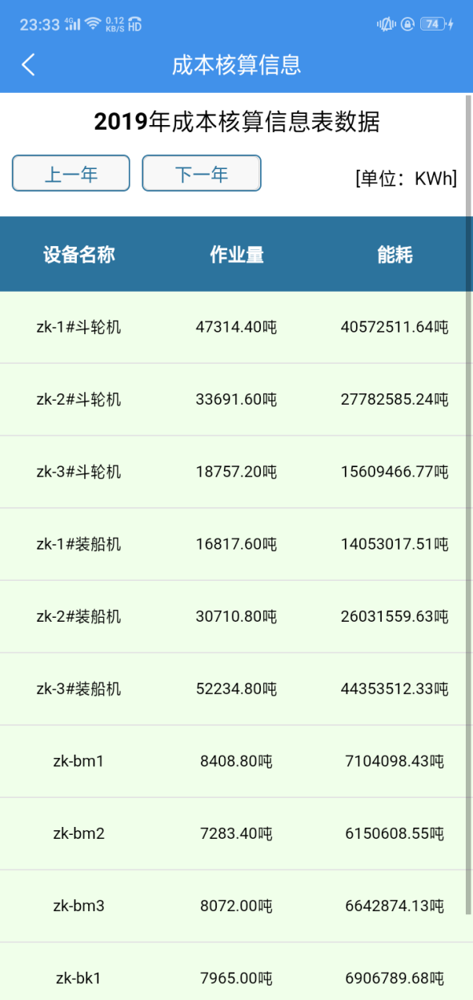 23:33 4G 0.12 KB/S HD 74
成本核算信息
2019年成本核算信息表数据
上一年 下一年 [单位：KWh]
设备名称 作业量 能耗
zk-1#斗轮机 47314.40吨 40572511.64吨
zk-2#斗轮机 33691.60吨 27782585.24吨
zk-3#斗轮机 18757.20吨 15609466.77吨
zk-1#装船机 16817.60吨 14053017.51吨
zk-2#装船机 30710.80吨 26031559.63吨
zk-3#装船机 52234.80吨 44353512.33吨
zk-bm1 8408.80吨 7104098.43吨
zk-bm2 7283.40吨 6150608.55吨
zk-bm3 8072.00吨 6642874.13吨
zk-bk1 7965.00吨 6906789.68吨